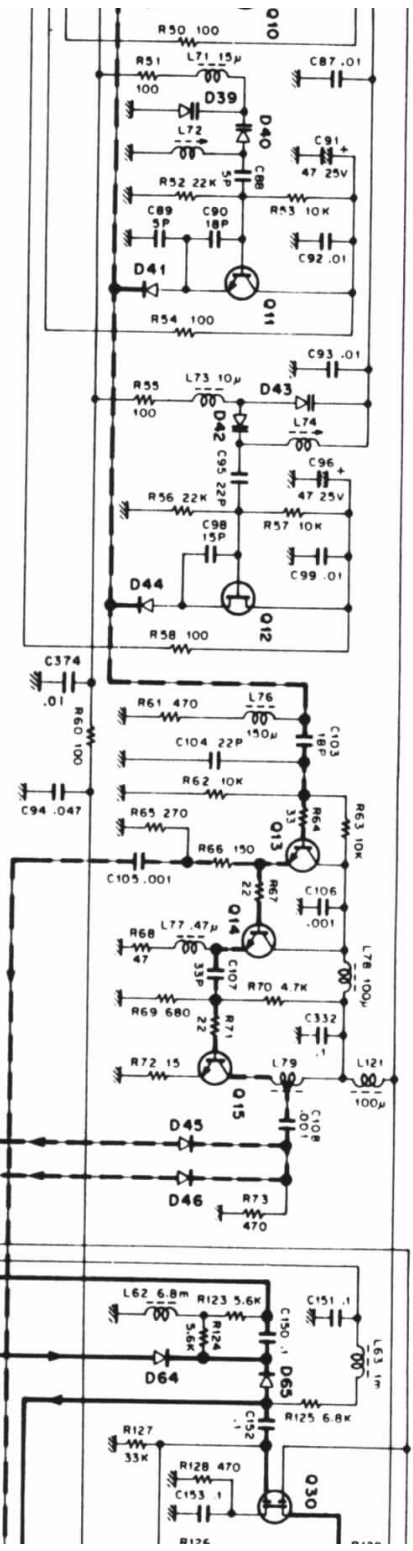 Q10
R50 100
R51
100
L71 15μ
C87 .01
D39
D40
L72
C88
5P
C91
+
47 25V
R52 22K
R53 10K
C89
5P
C90
18P
C92 .01
D41
Q11
R54 100
C93 .01
L73 10μ
D43
R55
100
D42
L74
C95 22P
C96
+
47 25V
R56 22K
R57 10K
C98
15P
C99 .01
D44
Q12
R58 100
C374
.01
R61 470
L76
150μ
C103
18P
R60 100
C104 22P
R62 10K
C94 .047
R64
33
R63 10K
R65 270
Q13
R66 150
C105 .001
R67
22
C106
.001
Q14
L77 .47μ
R68
47
C107
33P
L78 100μ
R70 4.7K
R69 680
R71
22
C332
.1
R72 15
Q15
L79
L121
100μ
C108
.001
D45
D46
R73
470
L62 6.8m
R123 5.6K
C151 .1
R124
5.6K
C150 .1
L63 1m
D64
D65
R125 6.8K
C152
.1
R127
33K
R128 470
C153 .1
Q30
R126